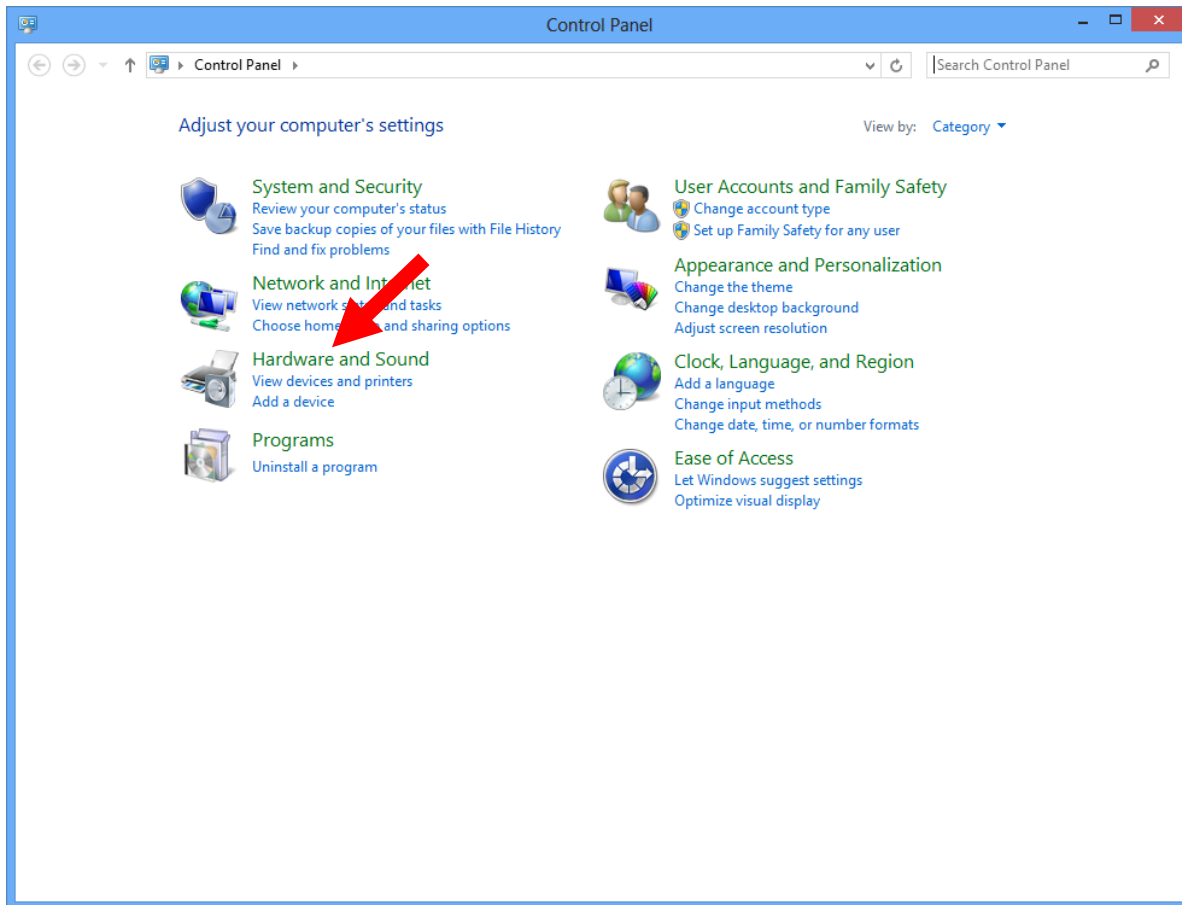 Control Panel
Control Panel
Search Control Panel
Adjust your computer's settings
View by: Category
System and Security
Review your computer's status
Save backup copies of your files with File History
Find and fix problems
Network and Internet
View network status and tasks
Choose homegroup and sharing options
Hardware and Sound
View devices and printers
Add a device
Programs
Uninstall a program
User Accounts and Family Safety
Change account type
Set up Family Safety for any user
Appearance and Personalization
Change the theme
Change desktop background
Adjust screen resolution
Clock, Language, and Region
Add a language
Change input methods
Change date, time, or number formats
Ease of Access
Let Windows suggest settings
Optimize visual display